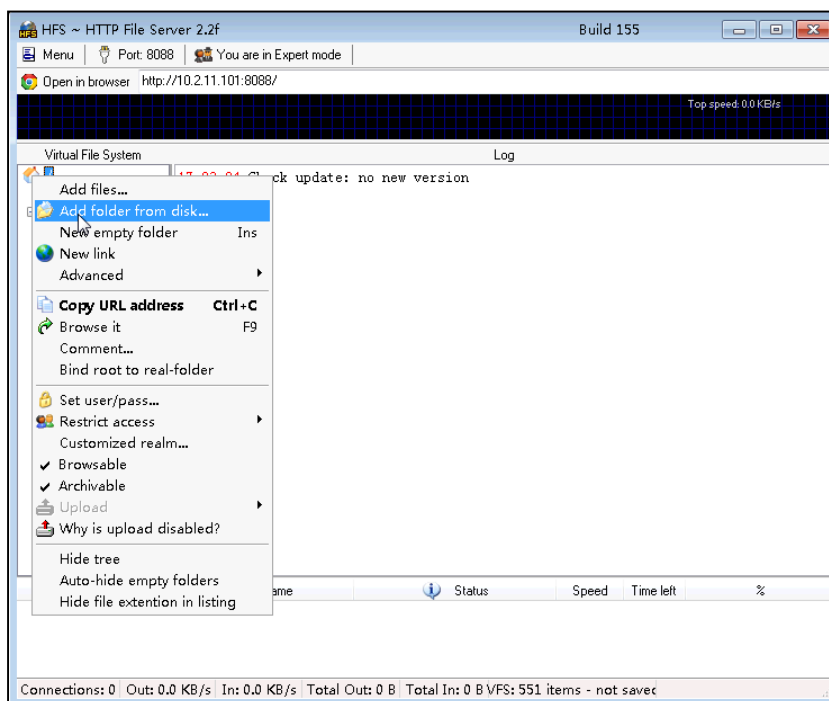 HFS ~ HTTP File Server 2.2f Build 155
Menu Port: 8088 You are in Expert mode
Open in browser http://10.2.11.101:8088/
Top speed: 0.0 KB/s
Virtual File System Log
Check update: no new version
Add files...
Add folder from disk...
New empty folder Ins
New link
Advanced
Copy URL address Ctrl+C
Browse it F9
Comment...
Bind root to real-folder
Set user/pass...
Restrict access
Customized realm...
Browsable
Archivable
Upload
Why is upload disabled?
Hide tree
Auto-hide empty folders
Hide file extention in listing
Status Speed Time left %
Connections: 0 Out: 0.0 KB/s In: 0.0 KB/s Total Out: 0 B Total In: 0 B VFS: 551 items - not saved